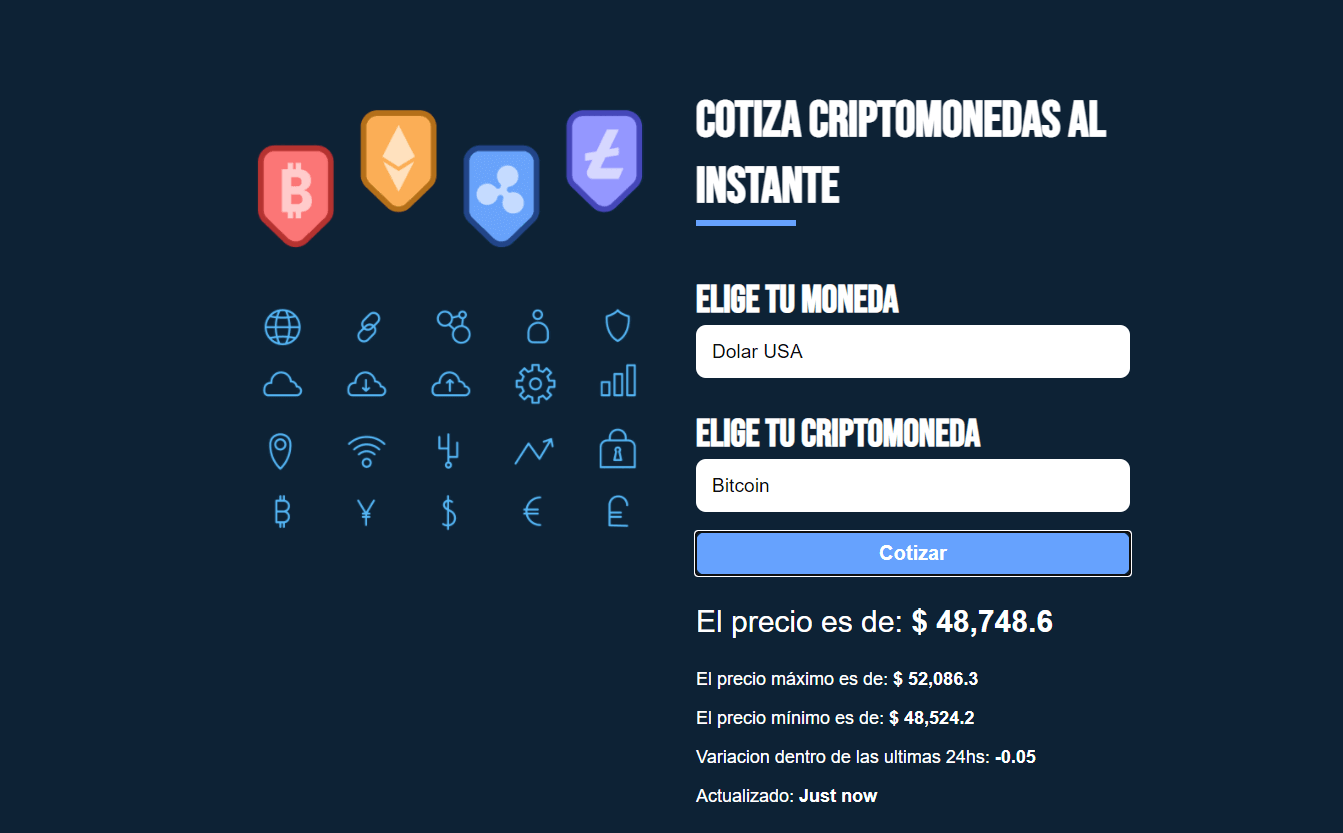 COTIZA CRIPTOMONEDAS AL
INSTANTE
ELIGE TU MONEDA
Dolar USA
ELIGE TU CRIPTOMONEDA
Bitcoin
Cotizar
El precio es de: $ 48,748.6
El precio máximo es de: $ 52,086.3
El precio mínimo es de: $ 48,524.2
Variacion dentro de las ultimas 24hs: -0.05
Actualizado: Just now